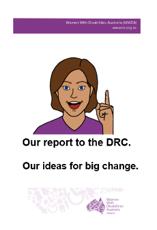 Women With Disabilities Australia (WWDA)
www.wwda.org.au
Our report to the DRC.
Our ideas for big change.
Women
With
Disabilities
Australia